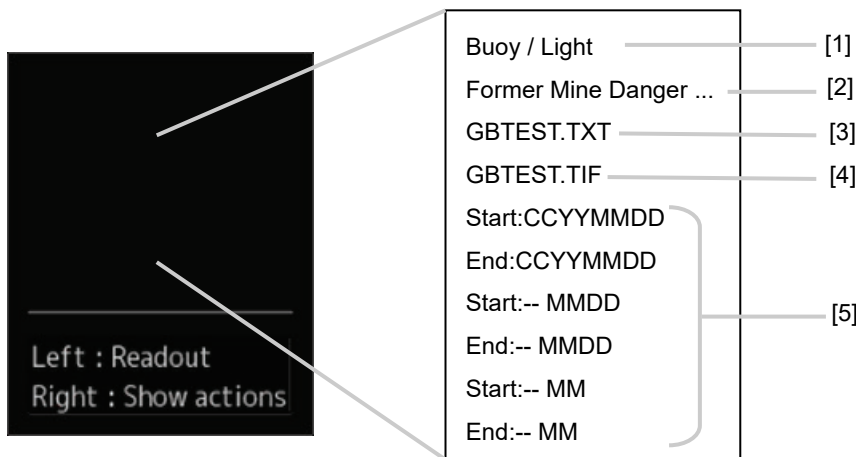 Buoy / Light [1]
Former Mine Danger ... [2]
GBTEST.TXT [3]
GBTEST.TIF [4]
Start:CCYYMMDD
End:CCYYMMDD
Start:-- MMDD
[5]
End:-- MMDD
Start:-- MM
End:-- MM
Left : Readout
Right : Show actions